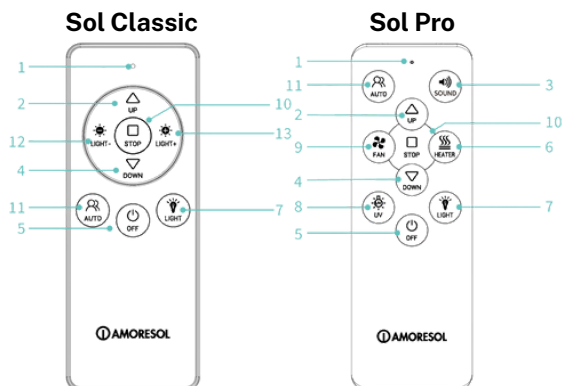 Sol Classic
1
2
UP
10
12
LIGHT-
STOP
LIGHT+
13
4
DOWN
11
AUTO
5
OFF
LIGHT
7
AMORESOL
Sol Pro
1
11
AUTO
SOUND
3
2
UP
10
9
FAN
STOP
HEATER
6
4
DOWN
8
UV
LIGHT
7
5
OFF
AMORESOL